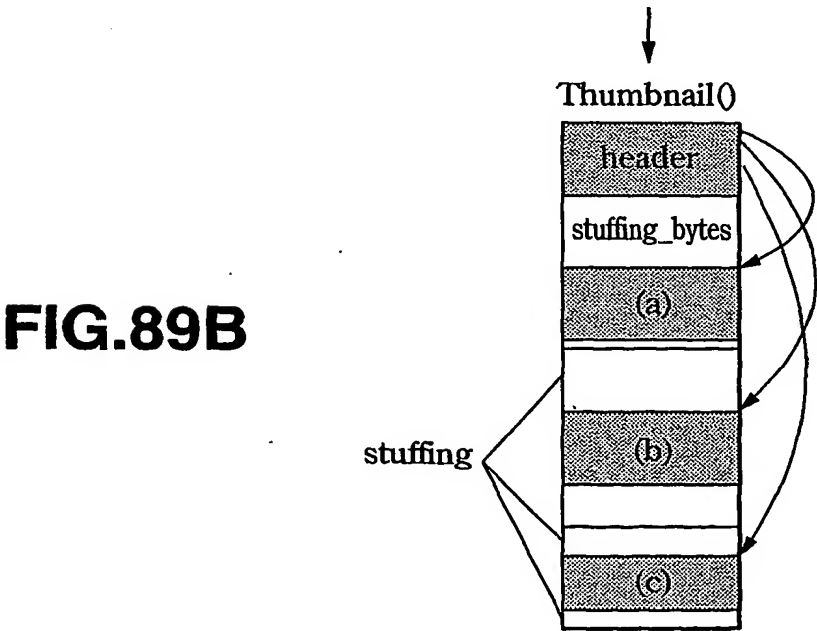 Thumbnail()
header
stuffing_bytes
(a)
FIG.89B
(b)
stuffing
(c)